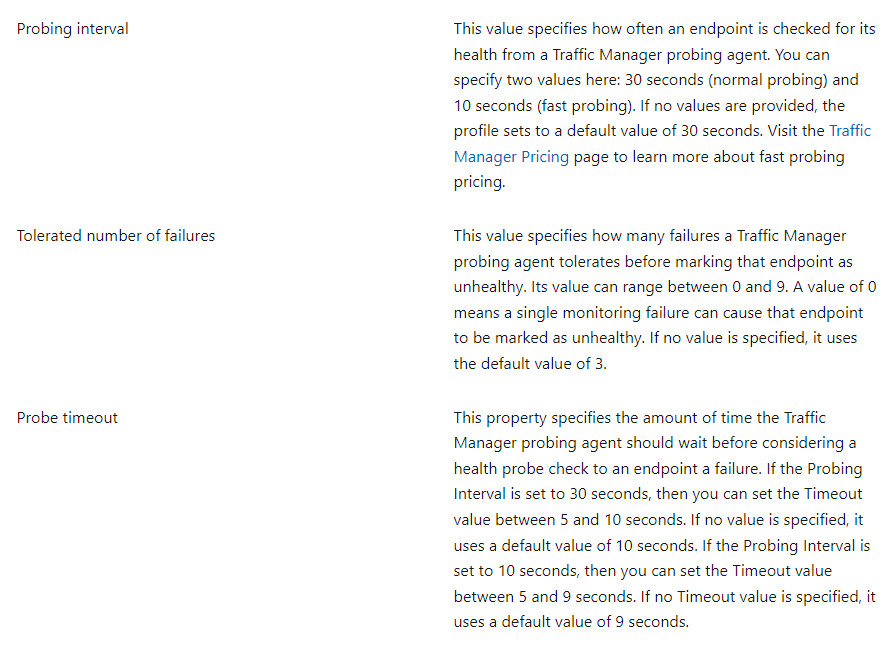 Probing interval
This value specifies how often an endpoint is checked for its
health from a Traffic Manager probing agent. You can
specify two values here: 30 seconds (normal probing) and
10 seconds (fast probing). If no values are provided, the
profile sets to a default value of 30 seconds. Visit the Traffic
Manager Pricing page to learn more about fast probing
pricing.
Tolerated number of failures
This value specifies how many failures a Traffic Manager
probing agent tolerates before marking that endpoint as
unhealthy. Its value can range between 0 and 9. A value of 0
means a single monitoring failure can cause that endpoint
to be marked as unhealthy. If no value is specified, it uses
the default value of 3.
Probe timeout
This property specifies the amount of time the Traffic
Manager probing agent should wait before considering a
health probe check to an endpoint a failure. If the Probing
Interval is set to 30 seconds, then you can set the Timeout
value between 5 and 10 seconds. If no value is specified, it
uses a default value of 10 seconds. If the Probing Interval is
set to 10 seconds, then you can set the Timeout value
between 5 and 9 seconds. If no Timeout value is specified, it
uses a default value of 9 seconds.